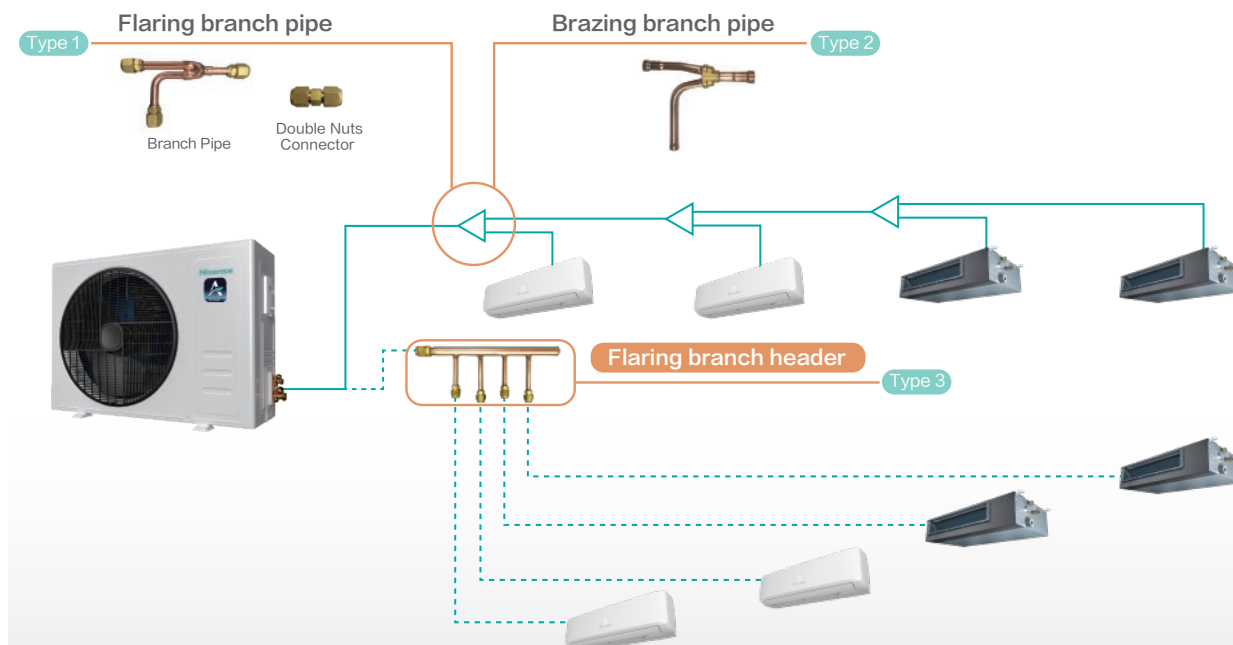 Flaring branch pipe
Brazing branch pipe
Type 1
Type 2
Branch Pipe
Double Nuts
Connector
Hisense
Flaring branch header
Type 3